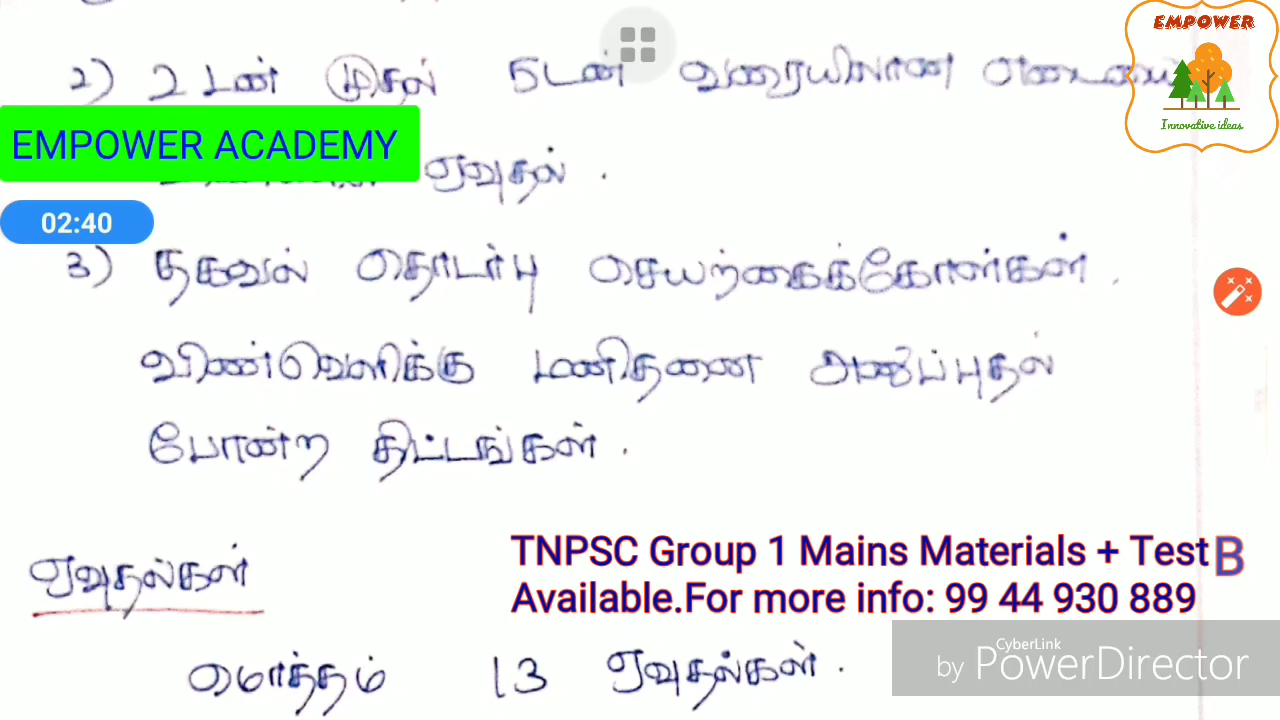 EMPOWER
Innovative ideas
2) 2 டன் முதல் 5டன் வரையிலான
EMPOWER ACADEMY
ஏவுதல்.
02:40
3) தகவல் தொடர்பு செயற்கைக்கோள்கள்.
விண்வெளிக்கு மனிதனை அனுப்புதல்
போன்ற திட்டங்கள்.
ஏவுதல்கள்
TNPSC Group 1 Mains Materials + Test B
Available.For more info: 99 44 930 889
மொத்தம் 13 ஏவுதல்கள்.
CyberLink
by PowerDirector